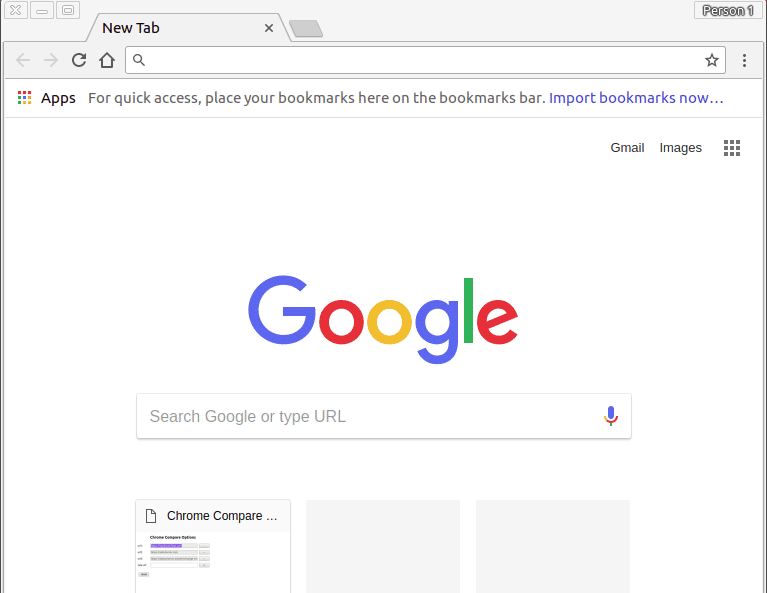 Person 1
New Tab
Apps For quick access, place your bookmarks here on the bookmarks bar. Import bookmarks now…
Gmail Images
Google
Search Google or type URL
Chrome Compare …
Chrome Compare Options